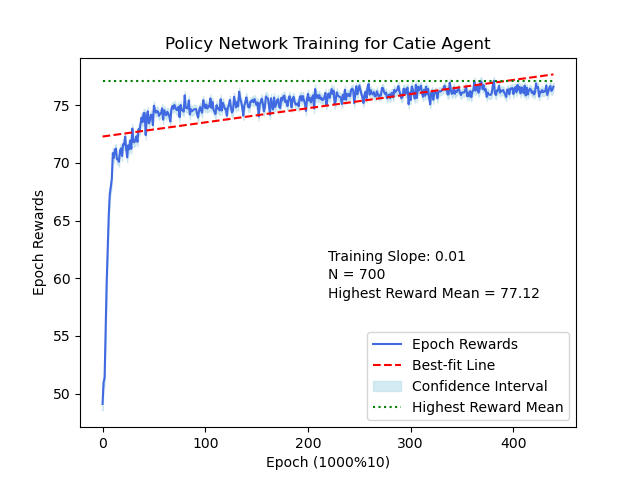 Policy Network Training for Catie Agent
Epoch Rewards
75
70
65
60
55
50
Training Slope: 0.01
N = 700
Highest Reward Mean = 77.12
Epoch Rewards
Best-fit Line
Confidence Interval
Highest Reward Mean
0 100 200 300 400
Epoch (1000%10)